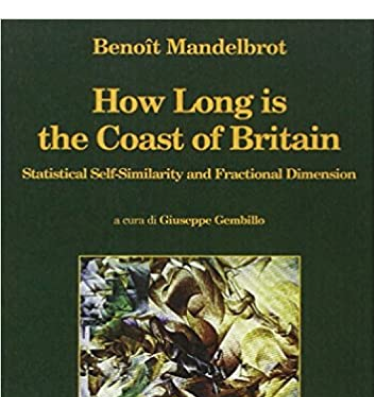 Benoît Mandelbrot
How Long is
the Coast of Britain
Statistical Self-Similarity and Fractional Dimension
a cura di Giuseppe Gembillo